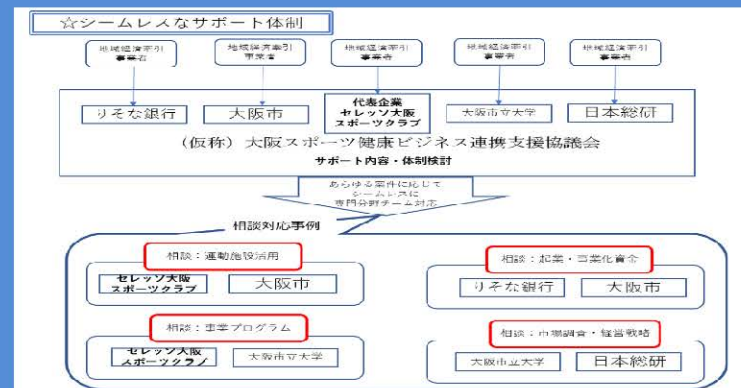 ☆シームレスなサポート体制
地域経済牽引
事業者
地域経済牽引
事業者
地域経済牽引
事業者
地域経済牽引
事業者
地域経済牽引
事業者
りそな銀行
大阪市
代表企業
セレッソ大阪
スポーツクラブ
大阪市立大学
日本総研
(仮称) 大阪スポーツ健康ビジネス連携支援協議会
サポート内容・体制検討
あらゆる案件に応じて
シームレスに
専門分野チーム対応
相談対応事例
相談:運動施設活用
セレッソ大阪
スポーツクラブ
大阪市
相談:起業・事業化資金
りそな銀行
大阪市
相談:事業プログラム
セレッソ大阪
スポーツクラブ
大阪市立大学
相談:市場調査・経営戦略
大阪市立大学
日本総研